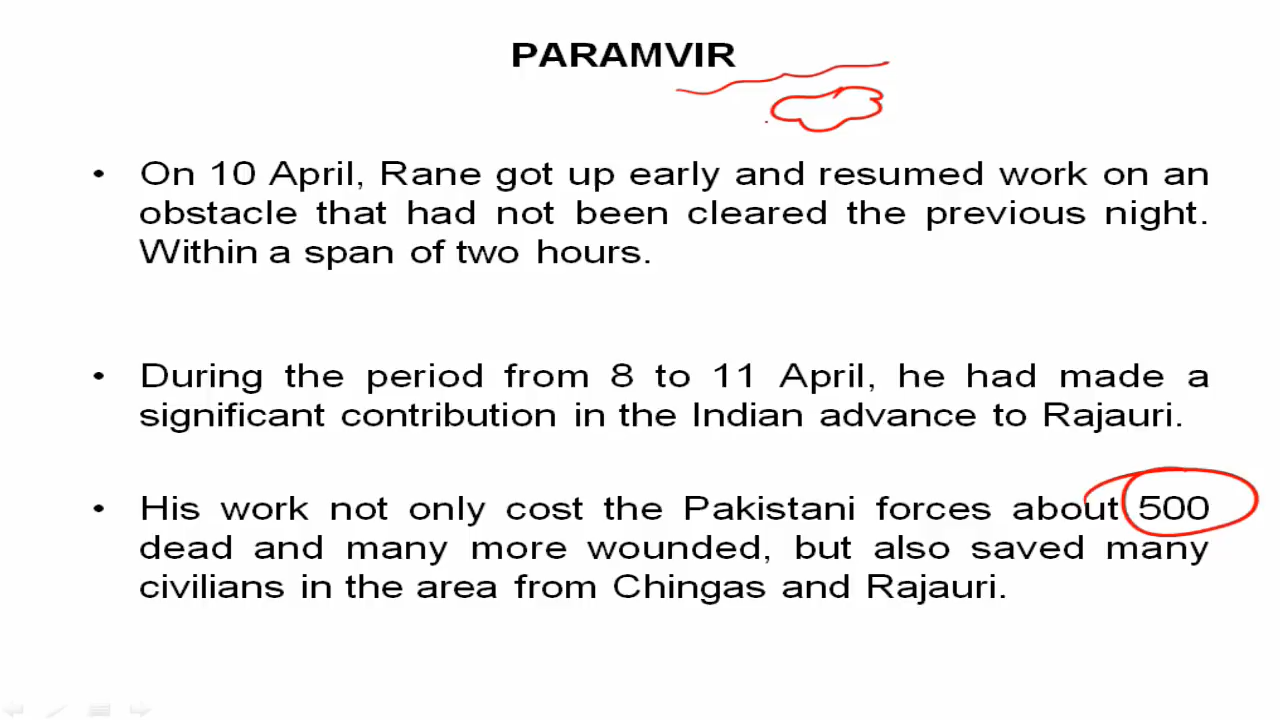 PARAMVIR
• On 10 April, Rane got up early and resumed work on an
obstacle that had not been cleared the previous night.
Within a span of two hours.
• During the period from 8 to 11 April, he had made a
significant contribution in the Indian advance to Rajauri.
• His work not only cost the Pakistani forces about 500
dead and many more wounded, but also saved many
civilians in the area from Chingas and Rajauri.